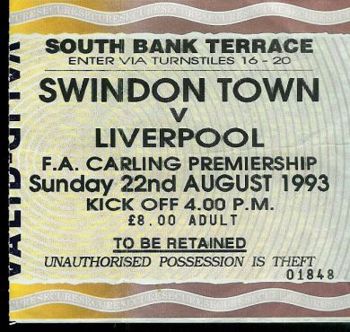 SECURESECURESECURESECURE
SOUTH BANK TERRACE
ENTER VIA TURNSTILES 16 - 20
SWINDON TOWN
V
LIVERPOOL
F.A. CARLING PREMIERSHIP
Sunday 22nd AUGUST 1993
KICK OFF 4.00 P.M.
£8.00 ADULT
TO BE RETAINED
UNAUTHORISED POSSESSION IS THEFT
01848